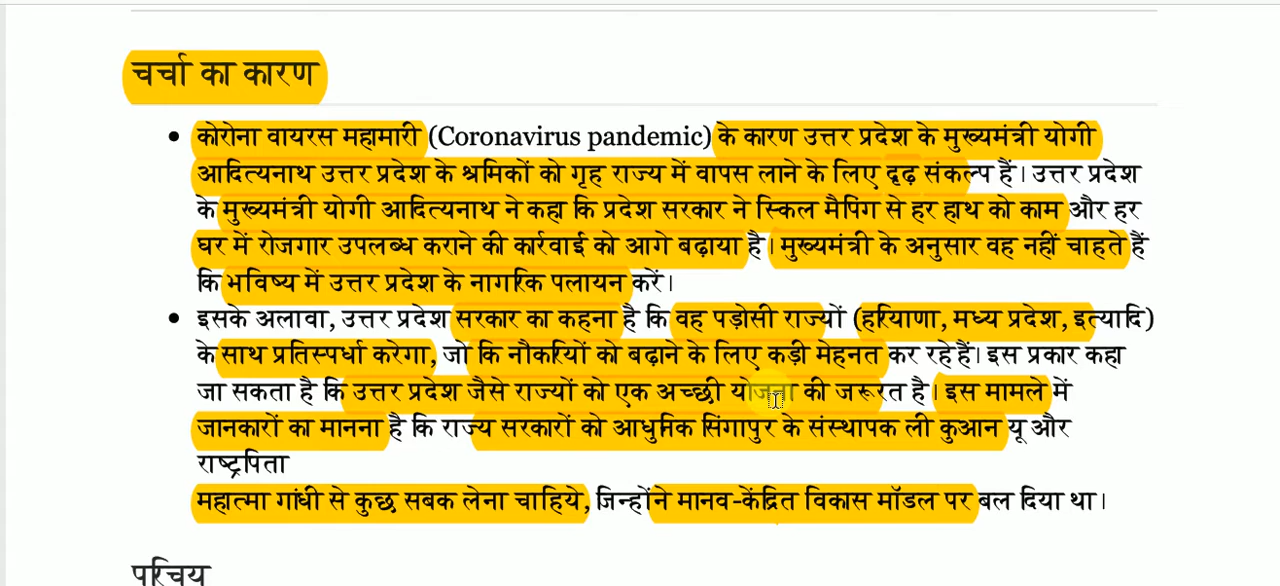 चर्चा का कारण
• कोरोना वायरस महामारी (Coronavirus pandemic) के कारण उत्तर प्रदेश के मुख्यमंत्री योगी
आदित्यनाथ उत्तर प्रदेश के श्रमिकों को गृह राज्य में वापस लाने के लिए दृढ़ संकल्प हैं। उत्तर प्रदेश
के मुख्यमंत्री योगी आदित्यनाथ ने कहा कि प्रदेश सरकार ने स्किल मैपिंग से हर हाथ को काम और हर
घर में रोजगार उपलब्ध कराने की कार्रवाई को आगे बढ़ाया है। मुख्यमंत्री के अनुसार वह नहीं चाहते हैं
कि भविष्य में उत्तर प्रदेश के नागरिक पलायन करें।
• इसके अलावा, उत्तर प्रदेश सरकार का कहना है कि वह पड़ोसी राज्यों (हरियाणा, मध्य प्रदेश, इत्यादि)
के साथ प्रतिस्पर्धा करेगा, जो कि नौकरियों को बढ़ाने के लिए कड़ी मेहनत कर रहे हैं। इस प्रकार कहा
जा सकता है कि उत्तर प्रदेश जैसे राज्यों को एक अच्छी योजना की जरूरत है। इस मामले में
जानकारों का मानना है कि राज्य सरकारों को आधुनिक सिंगापुर के संस्थापक ली कुआन यू और
राष्ट्रपिता
महात्मा गांधी से कुछ सबक लेना चाहिये, जिन्होंने मानव-केंद्रित विकास मॉडल पर बल दिया था।
परिचय